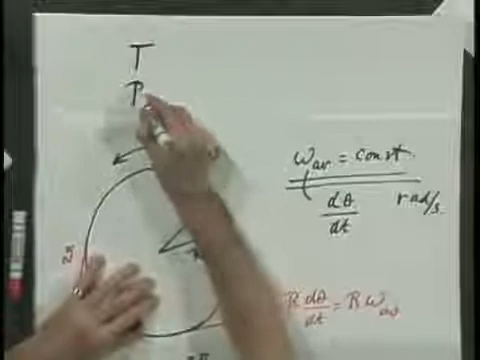 T
P
ω_av = const.
dθ/dt rad/s
R dθ/dt = R ω_av